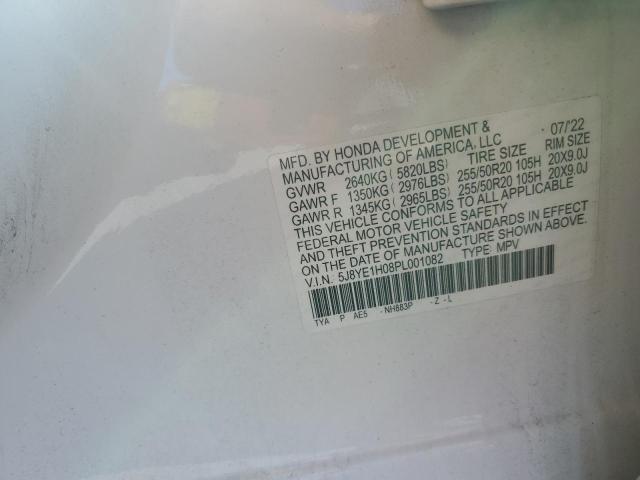 MFD. BY HONDA DEVELOPMENT &
MANUFACTURING OF AMERICA, LLC 07/'22
GVWR 2640KG ( 5820LBS) TIRE SIZE RIM SIZE
GAWR F 1350KG ( 2976LBS) 255/50R20 105H 20X9.0J
GAWR R 1345KG ( 2965LBS) 255/50R20 105H 20X9.0J
THIS VEHICLE CONFORMS TO ALL APPLICABLE
FEDERAL MOTOR VEHICLE SAFETY
AND THEFT PREVENTION STANDARDS IN EFFECT
ON THE DATE OF MANUFACTURE SHOWN ABOVE.
V.I.N. 5J8YE1H08PL001082 TYPE: MPV
TYA P AE5 -NH883P -Z -L